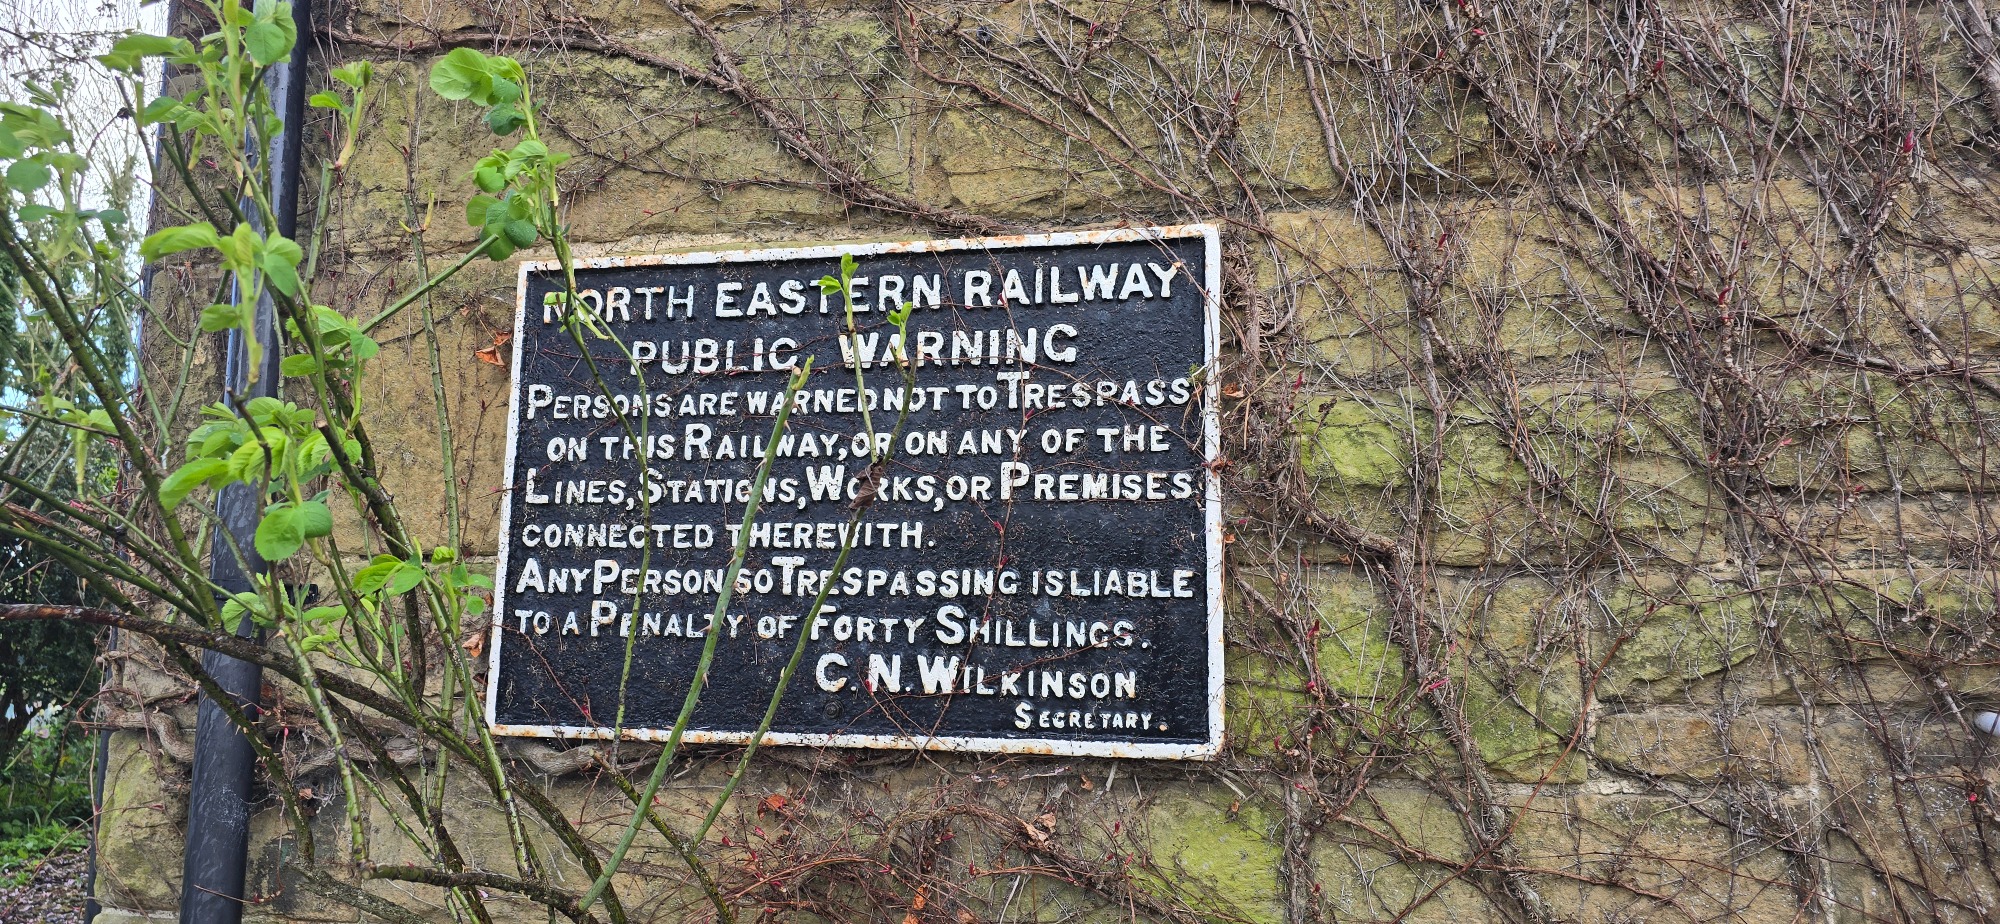 NORTH EASTERN RAILWAY
PUBLIC WARNING
PERSONS ARE WARNED NOT TO TRESPASS
ON THIS RAILWAY, OR ON ANY OF THE
LINES, STATIONS, WORKS, OR PREMISES
CONNECTED THEREWITH.
ANY PERSON SO TRESPASSING IS LIABLE
TO A PENALTY OF FORTY SHILLINGS.
C. N. WILKINSON
SECRETARY.